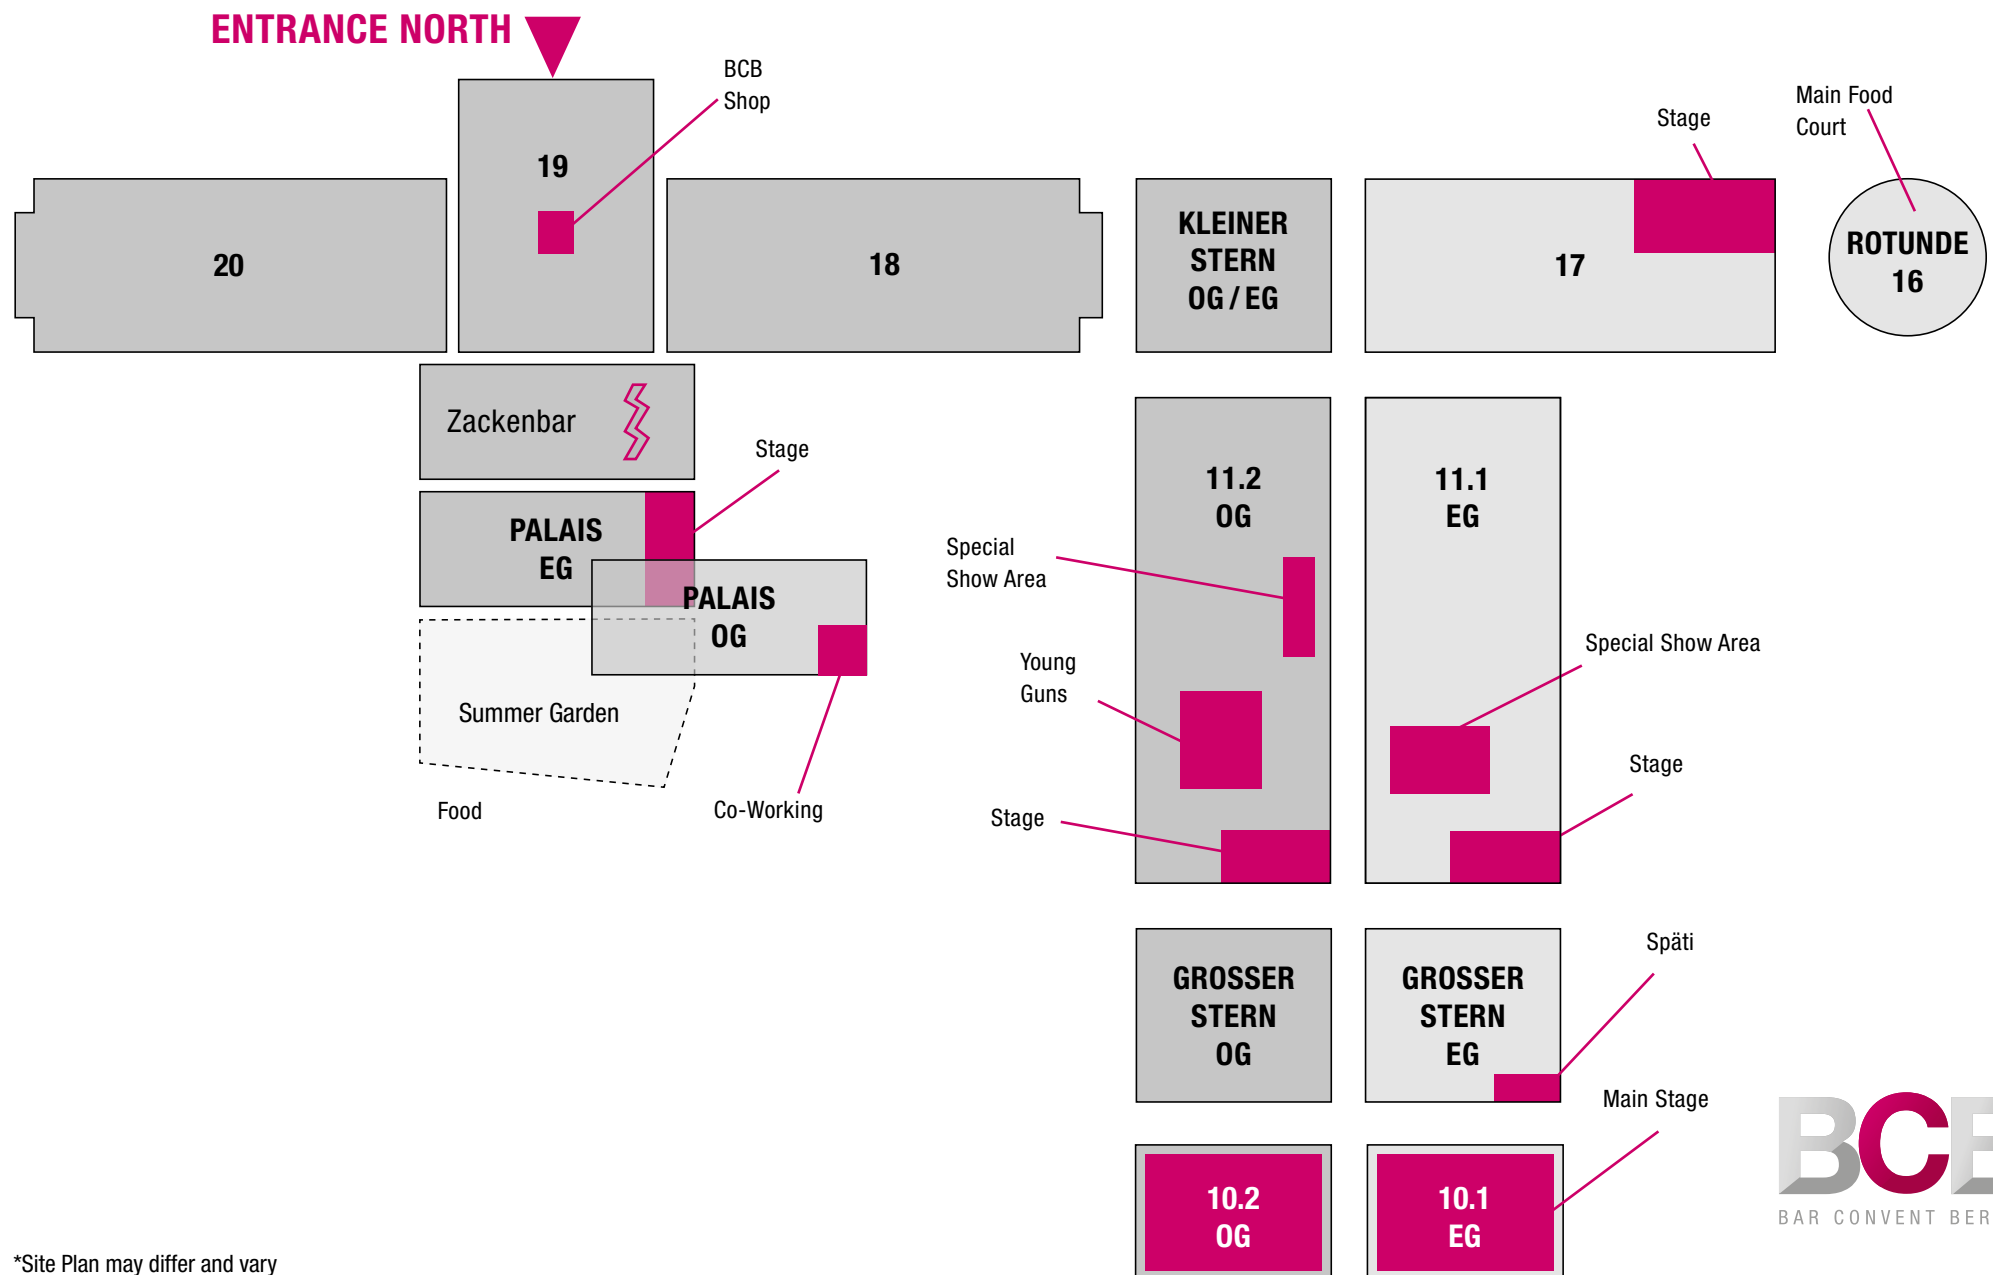 ENTRANCE NORTH
BCB
Shop
Stage
Main Food
Court
19
20
18
KLEINER
STERN
OG / EG
17
ROTUNDE
16
Zackenbar
Stage
PALAIS
EG
PALAIS
OG
Summer Garden
Food
Co-Working
11.2
OG
11.1
EG
Special
Show Area
Young
Guns
Stage
Special Show Area
Stage
GROSSER
STERN
OG
GROSSER
STERN
EG
Späti
Main Stage
10.2
OG
10.1
EG
BCB
BAR CONVENT BER
*Site Plan may differ and vary